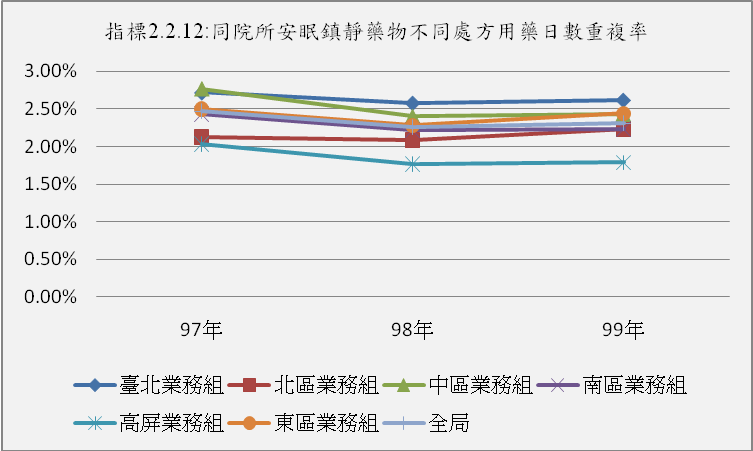 指標2.2.12:同院所安眠鎮靜藥物不同處方用藥日數重複率
3.00%
2.50%
2.00%
1.50%
1.00%
0.50%
0.00%
97年 98年 99年
臺北業務組 北區業務組 中區業務組 南區業務組
高屏業務組 東區業務組 全局